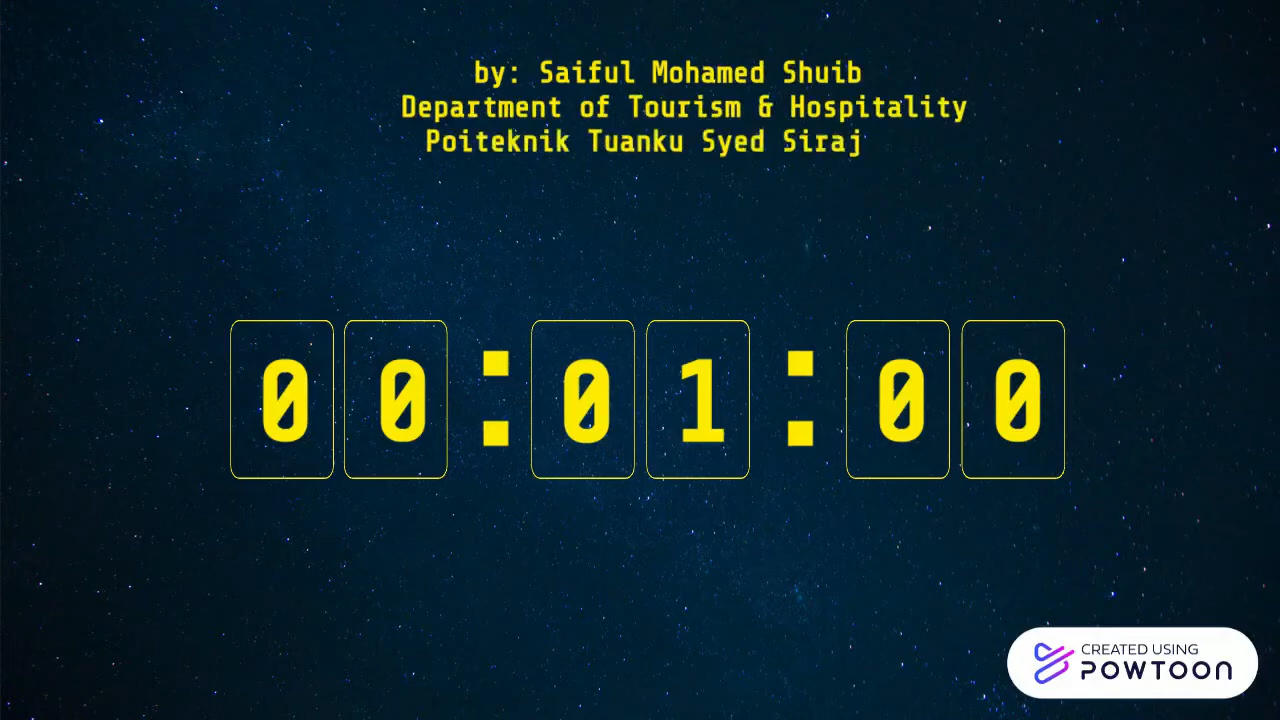 by: Saiful Mohamed Shuib
Department of Tourism & Hospitality
Poiteknik Tuanku Syed Siraj
00:01:00
CREATED USING
POWTOON